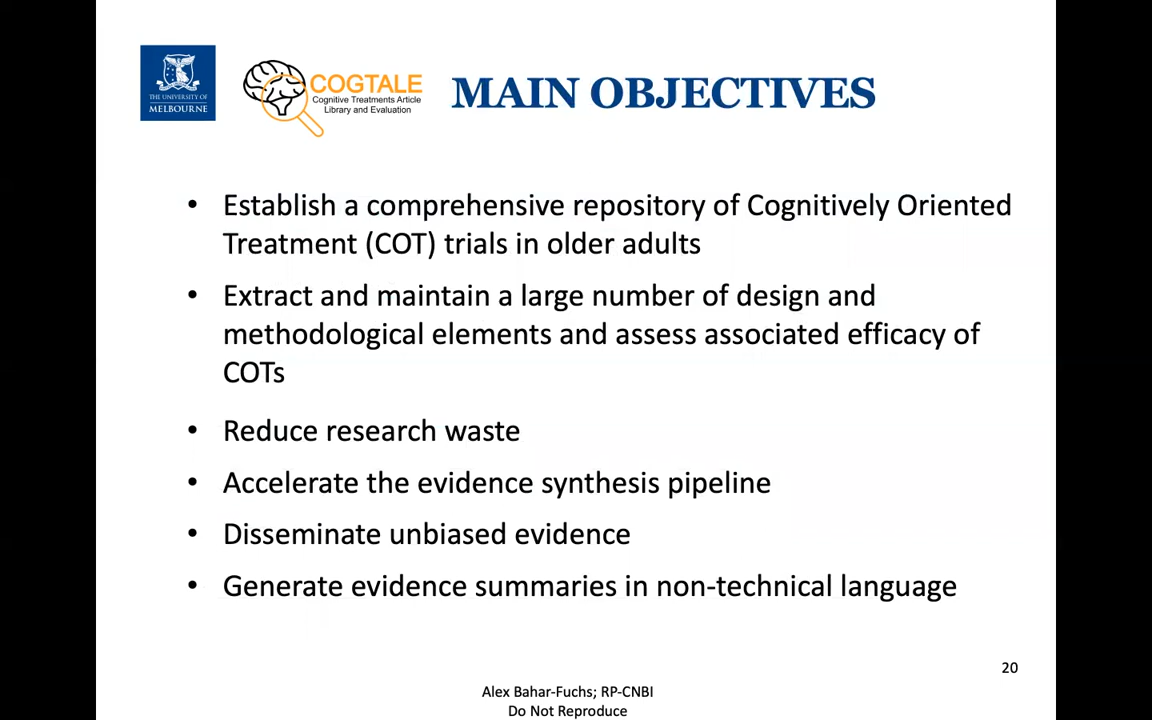 THE UNIVERSITY OF
MELBOURNE
COGTALE
Cognitive Treatments Article
Library and Evaluation
MAIN OBJECTIVES
• Establish a comprehensive repository of Cognitively Oriented
Treatment (COT) trials in older adults
• Extract and maintain a large number of design and
methodological elements and assess associated efficacy of
COTs
• Reduce research waste
• Accelerate the evidence synthesis pipeline
• Disseminate unbiased evidence
• Generate evidence summaries in non-technical language
20
Alex Bahar-Fuchs; RP-CNBI
Do Not Reproduce